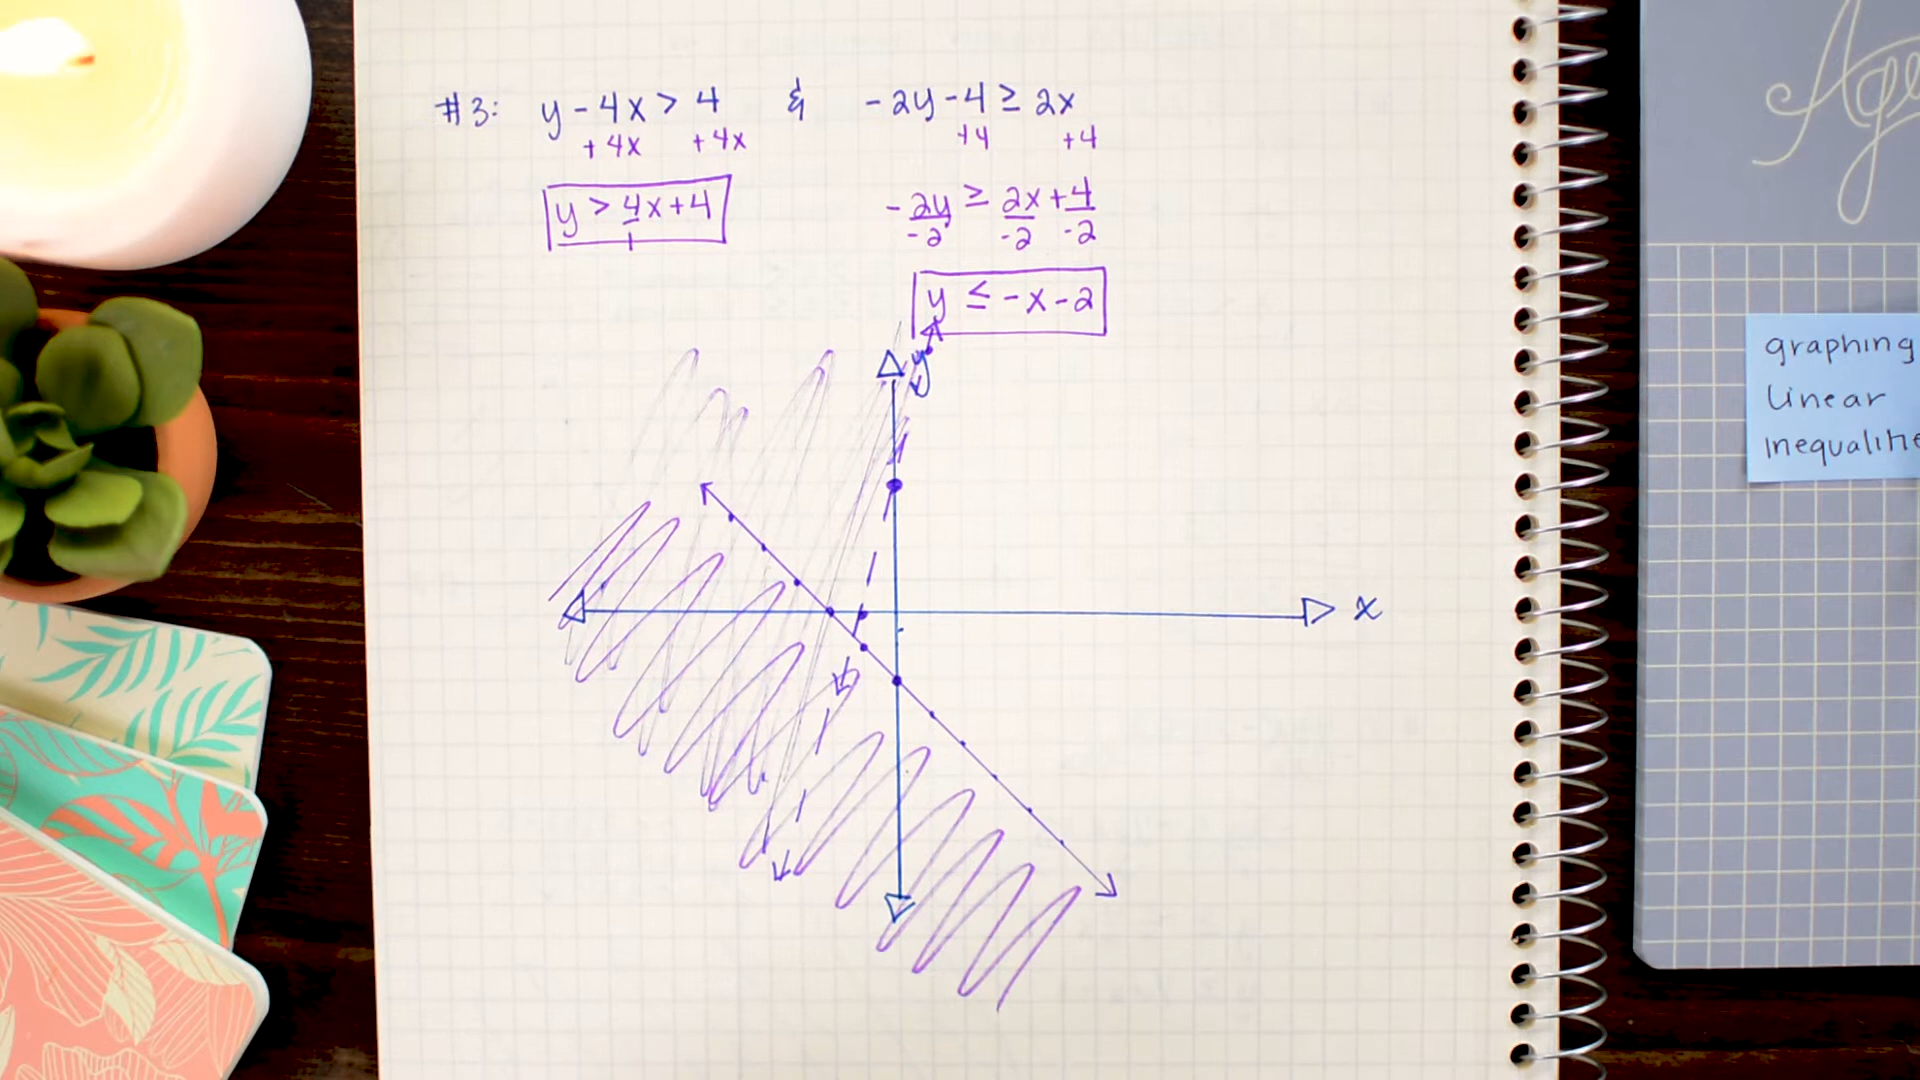 #3: y - 4x > 4 & -2y - 4 ≥ 2x
+ 4x + 4x +4 +4
y > 4x + 4
1
-2y ≥ 2x + 4
-2 -2 -2
y ≤ -x - 2
y
x
graphing
linear